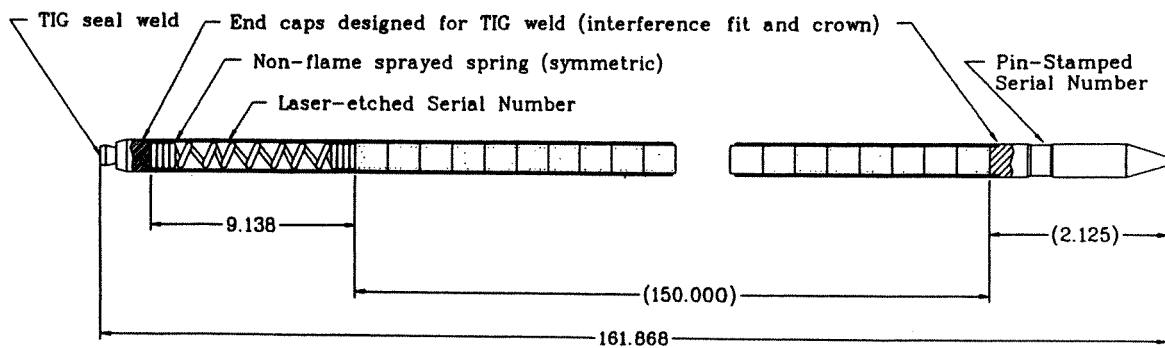 TIG seal weld
End caps designed for TIG weld (interference fit and crown)
Non-flame sprayed spring (symmetric)
Pin-Stamped
Serial Number
Laser-etched Serial Number
9.138
(2.125)
(150.000)
161.868